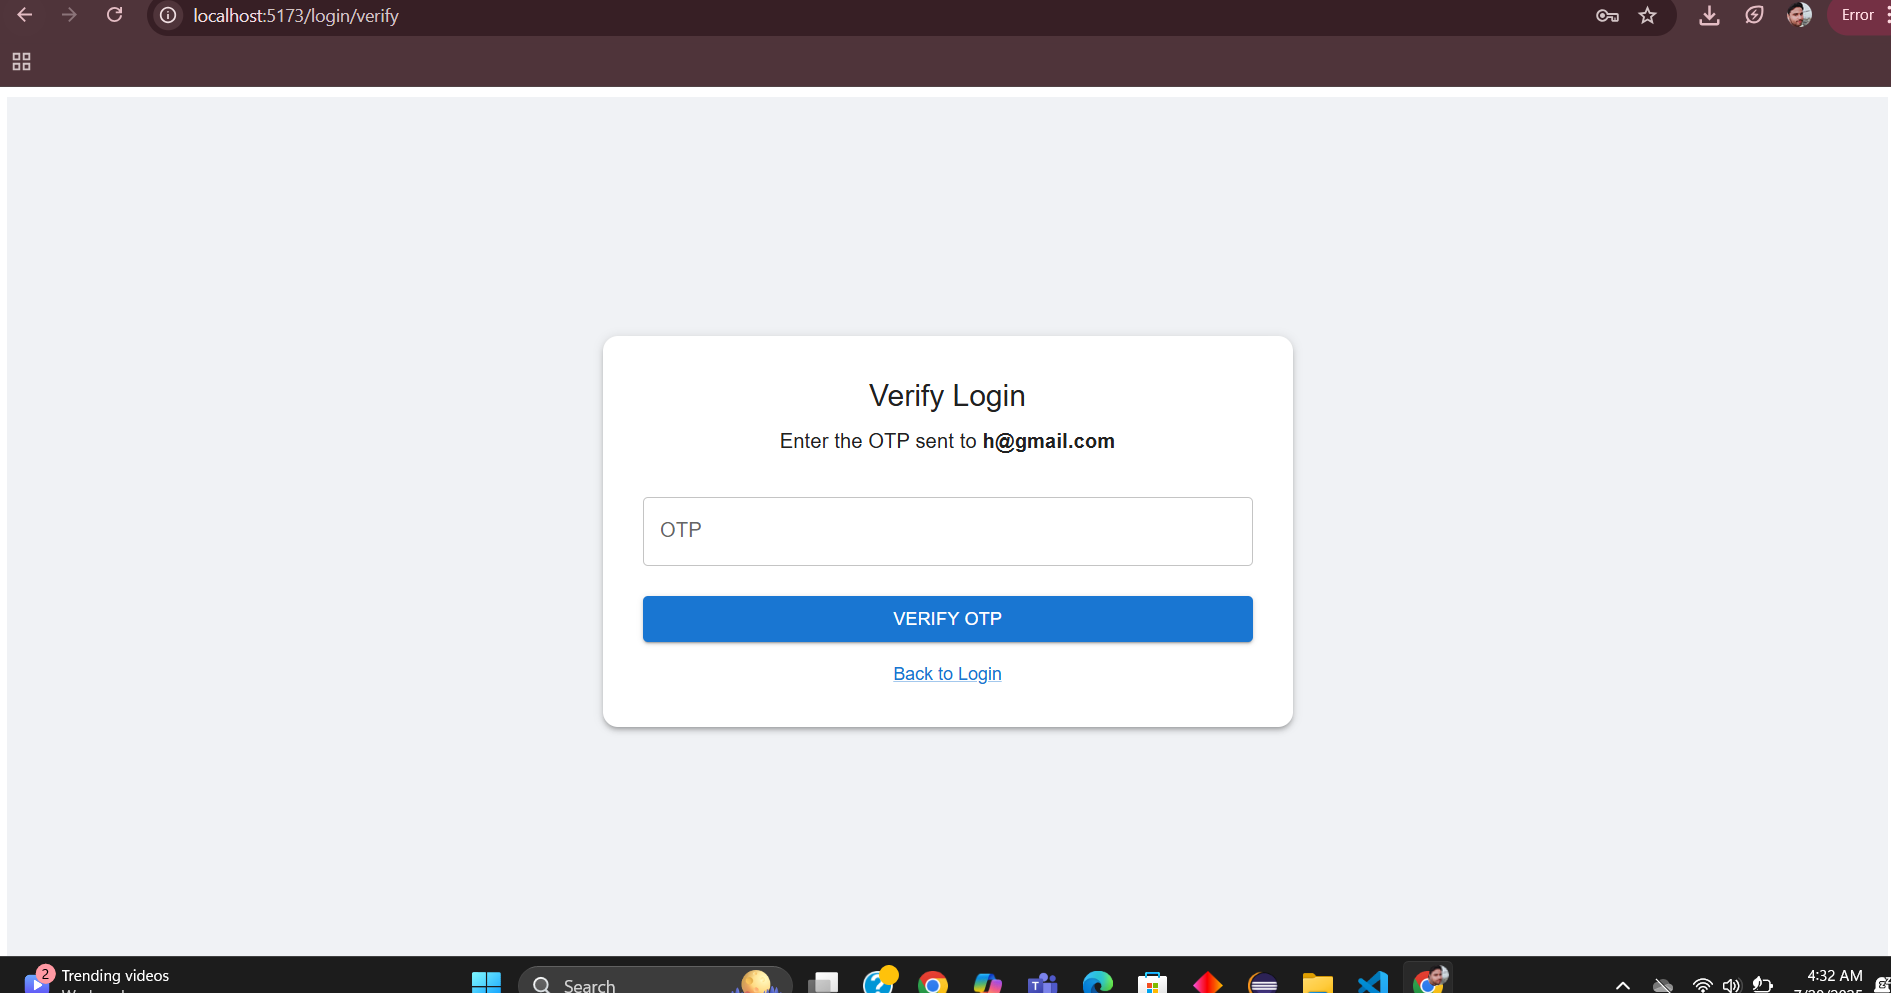 localhost:5173/login/verify
Error
Verify Login
Enter the OTP sent to h@gmail.com
OTP
VERIFY OTP
Back to Login
2
Trending videos
Search
4:32 AM